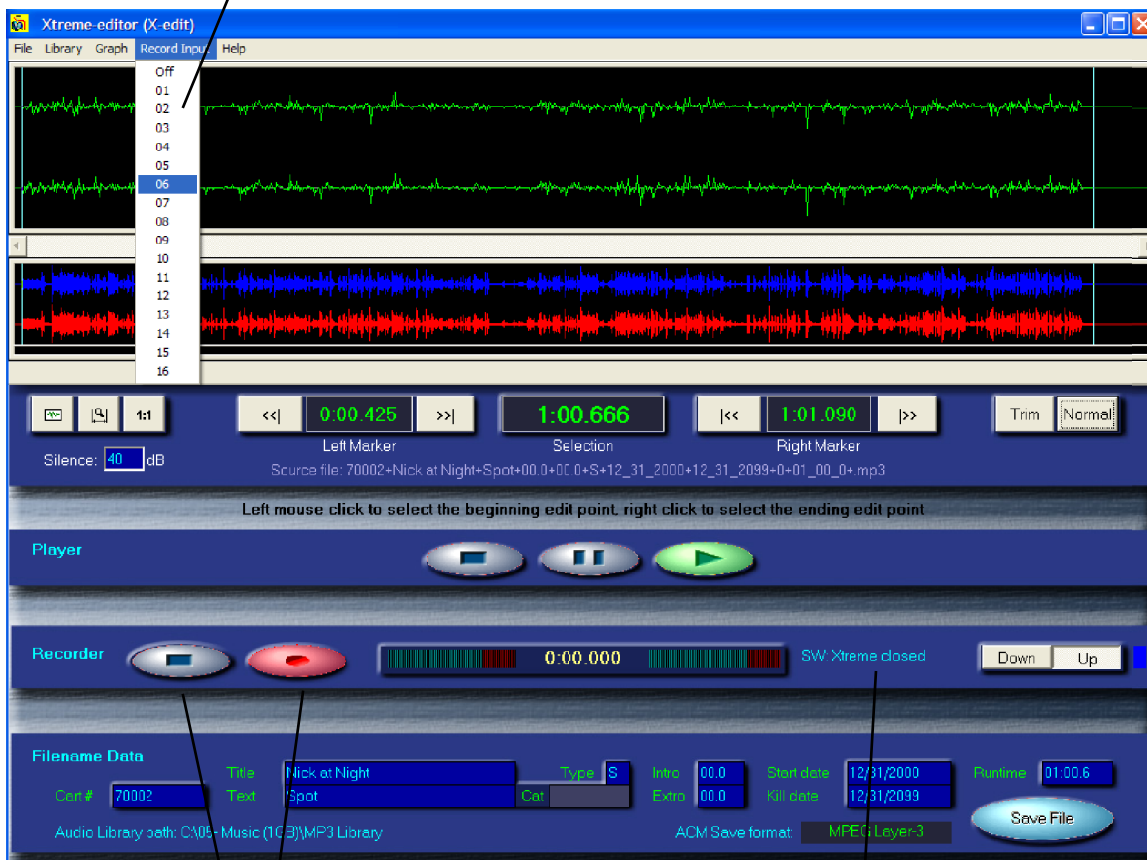 Xtreme-editor (X-edit)
File Library Graph Record Input Help
Off
01
02
03
04
05
06
07
08
09
10
11
12
13
14
15
16
1:1
<<| 0:00.425 >>|
1:00.666
|<< 1:01.090 |>>
Trim Normal
Left Marker
Selection
Right Marker
Silence: 40 dB
Source file: 70002+Nick at Night+Spot+00.0+00.0+S+12_31_2000+12_31_2099+0+01_00_0+.mp3
Left mouse click to select the beginning edit point, right click to select the ending edit point
Player
Recorder
0:00.000
SW: Xtreme closed
Down Up
Filename Data
Title Nick at Night Type S Intro 00.0 Start date 12/31/2000 Runtime 01:00.6
Cart # 70002 Text Spot Cat Extro 00.0 Kill date 12/31/2099
Save File
Audio Library path: C:\05- Music (1GB)\MP3 Library
ACM Save format: MPEG Layer-3